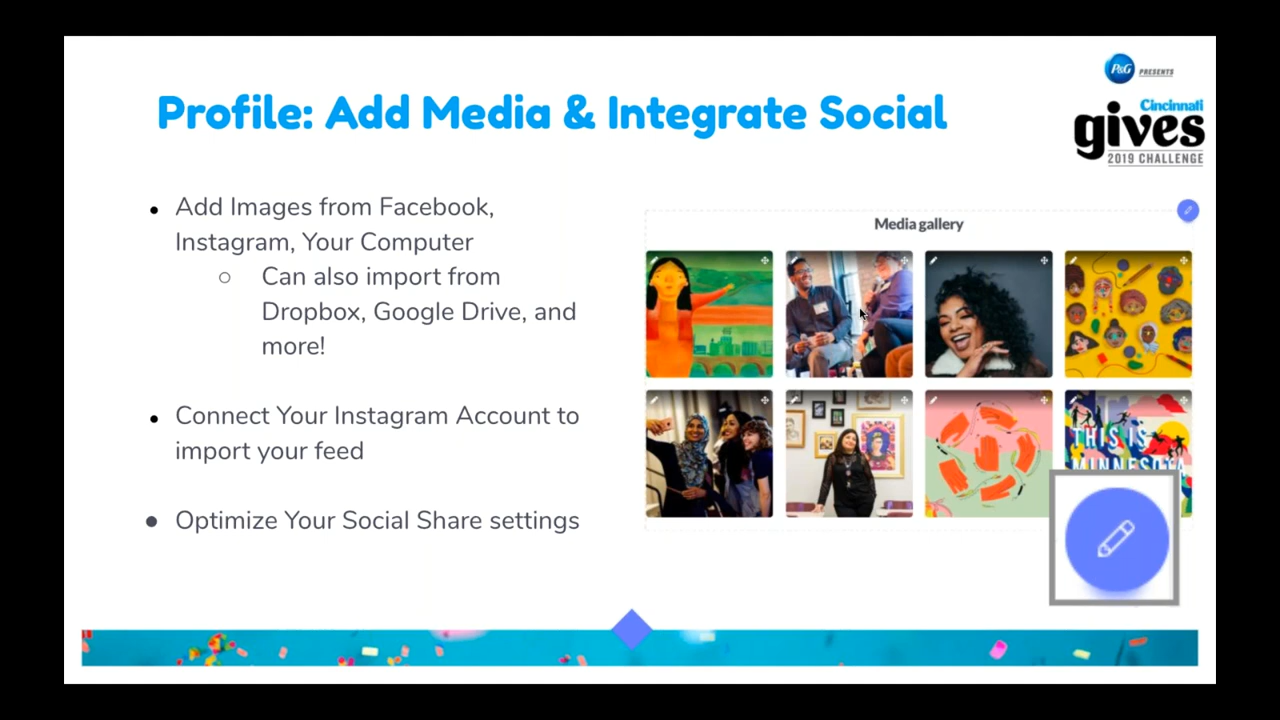 P&G PRESENTS
Profile: Add Media & Integrate Social
Cincinnati
gives
2019 CHALLENGE
Add Images from Facebook,
Instagram, Your Computer
Can also import from
Dropbox, Google Drive, and
more!
Connect Your Instagram Account to
import your feed
Optimize Your Social Share settings
Media gallery
THIS IS
MINNESOTA